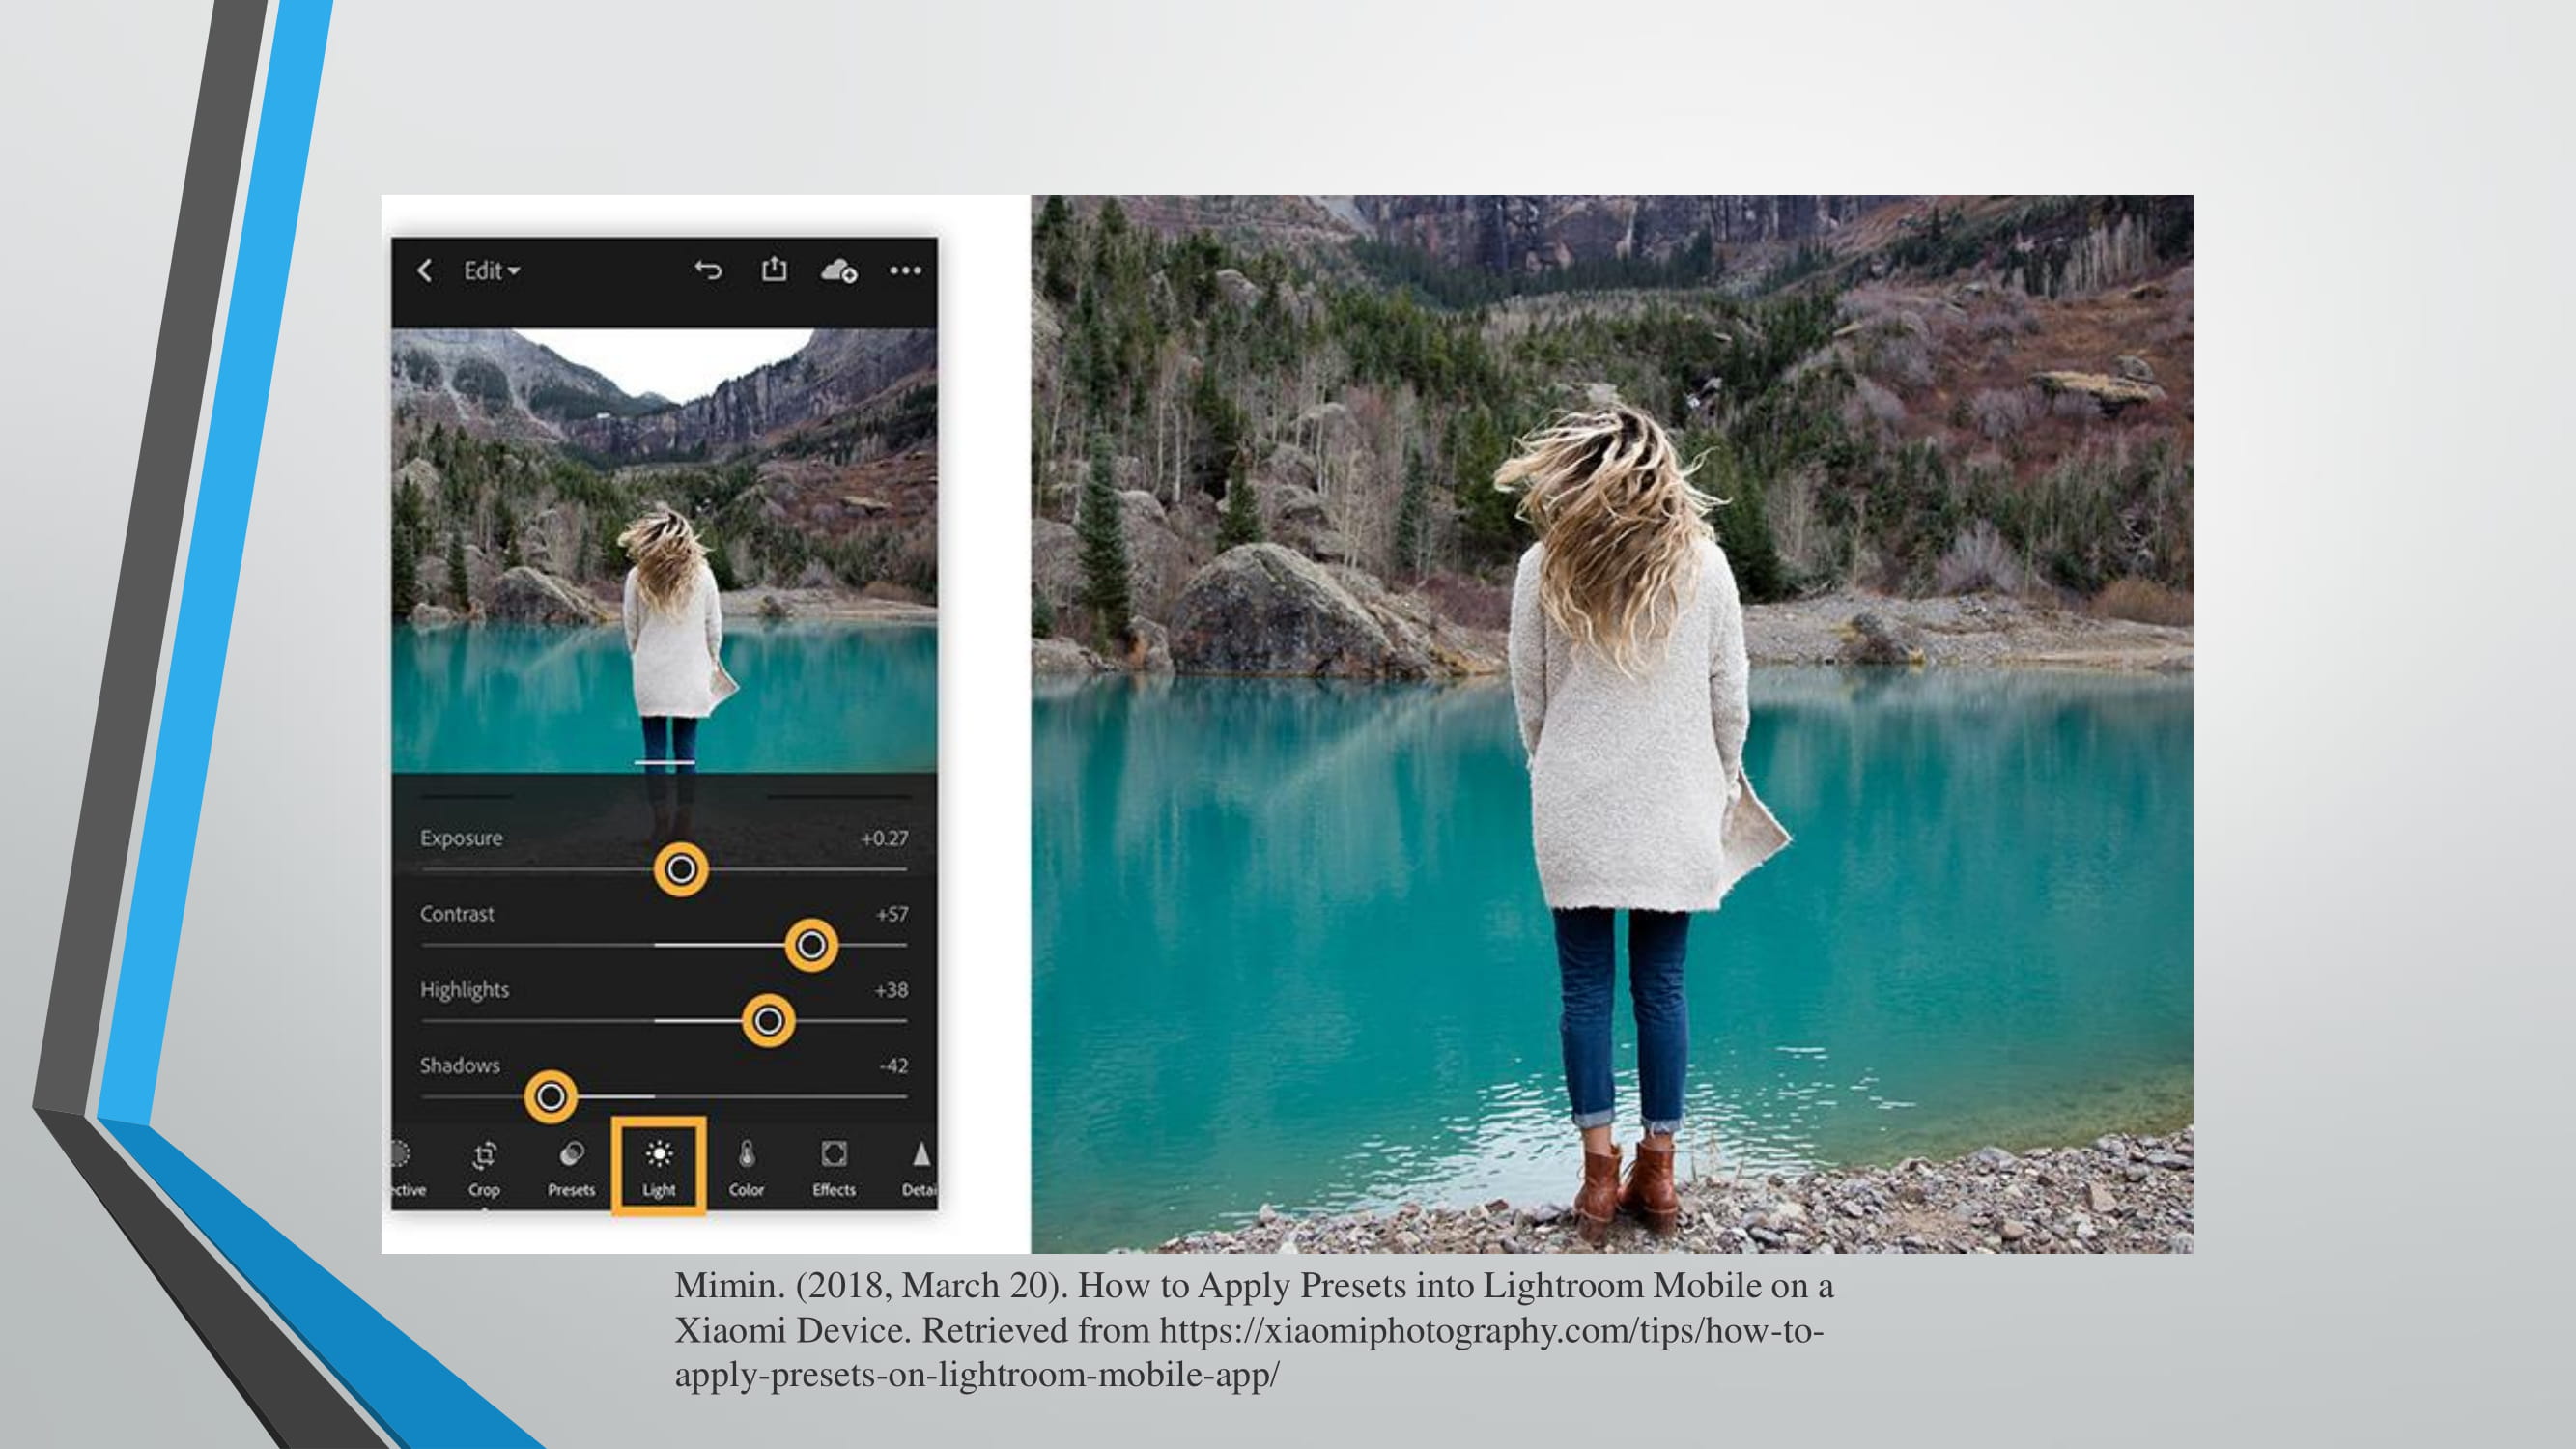 Edit
Exposure +0.27
Contrast +57
Highlights +38
Shadows -42
ctive Crop Presets Light Color Effects Detai
Mimin. (2018, March 20). How to Apply Presets into Lightroom Mobile on a
Xiaomi Device. Retrieved from https://xiaomiphotography.com/tips/how-to-
apply-presets-on-lightroom-mobile-app/